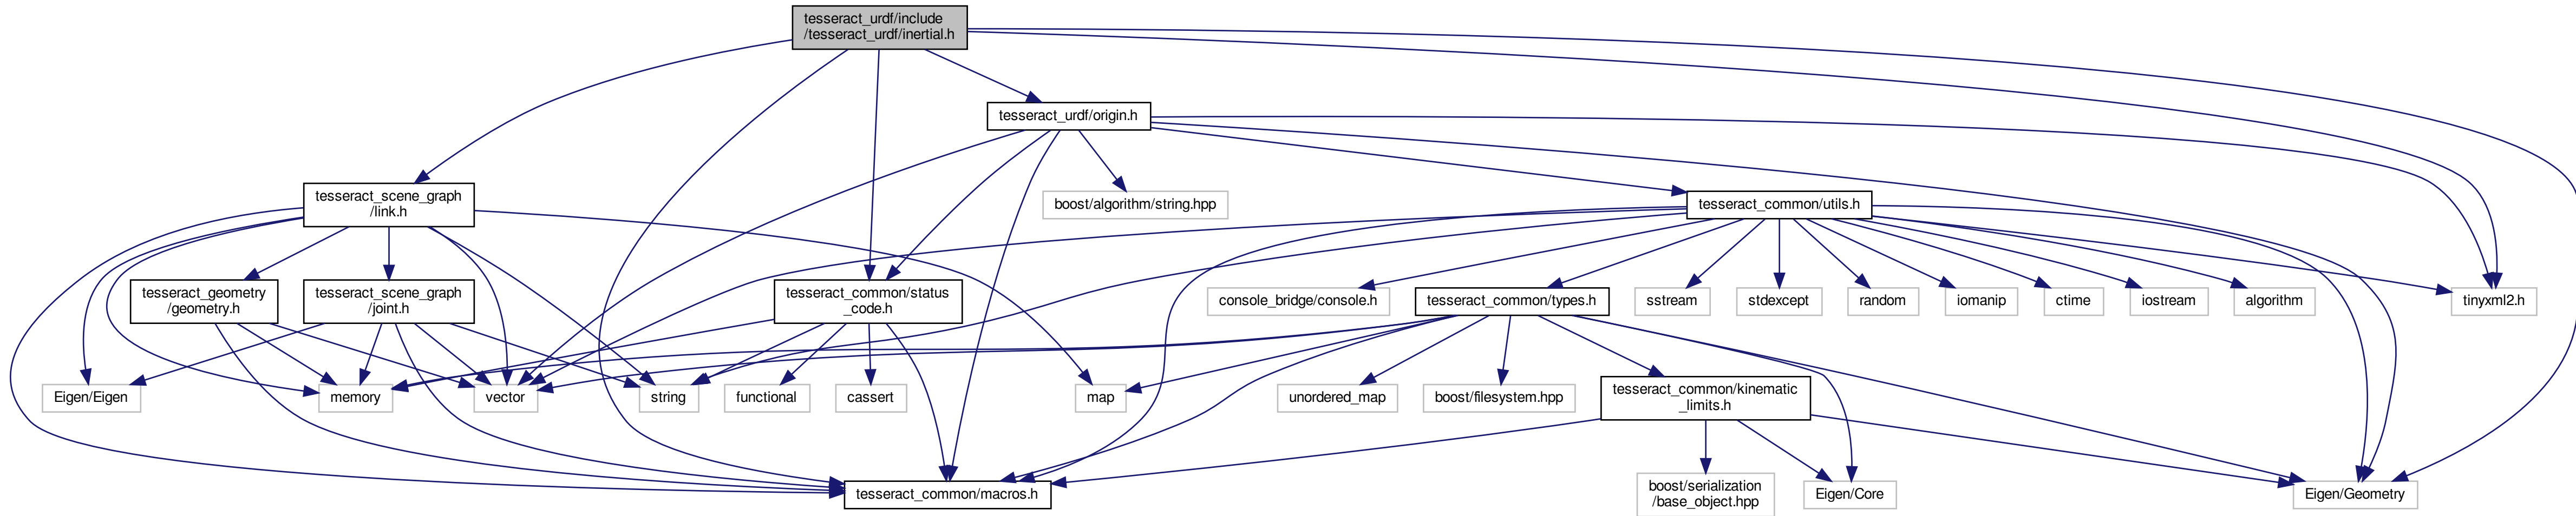 tesseract_urdf/include
/tesseract_urdf/inertial.h
tesseract_urdf/origin.h
tesseract_scene_graph
/link.h
boost/algorithm/string.hpp
tesseract_common/utils.h
tesseract_geometry
/geometry.h
tesseract_scene_graph
/joint.h
tesseract_common/status
_code.h
console_bridge/console.h
tesseract_common/types.h
sstream
stdexcept
random
iomanip
ctime
iostream
algorithm
tinyxml2.h
Eigen/Eigen
memory
vector
string
functional
cassert
map
unordered_map
boost/filesystem.hpp
tesseract_common/kinematic
_limits.h
tesseract_common/macros.h
boost/serialization
/base_object.hpp
Eigen/Core
Eigen/Geometry